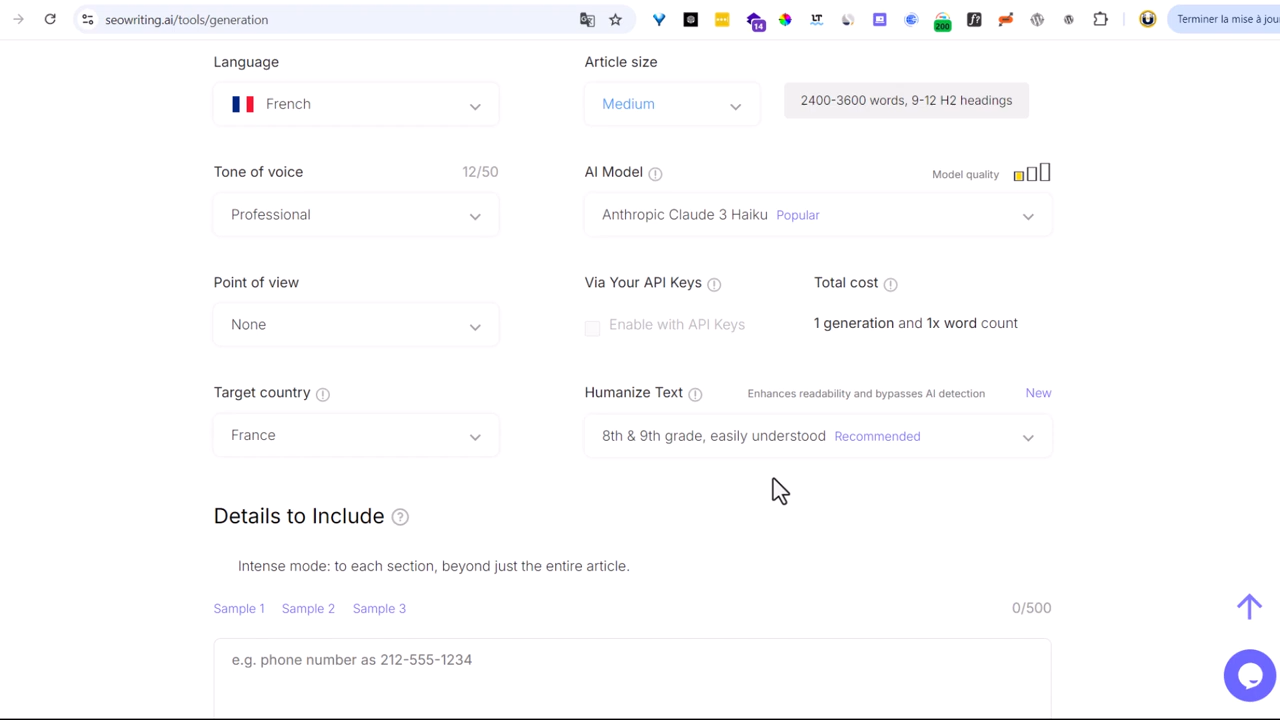 seowriting.ai/tools/generation
14
LT
200
f?
Terminer la mise à jou
Language
French
Article size
Medium
2400-3600 words, 9-12 H2 headings
Tone of voice
12/50
Professional
AI Model
Model quality
Anthropic Claude 3 Haiku Popular
Point of view
None
Via Your API Keys
Enable with API Keys
Total cost
1 generation and 1x word count
Target country
France
Humanize Text
Enhances readability and bypasses AI detection
New
8th & 9th grade, easily understood Recommended
Details to Include
Intense mode: to each section, beyond just the entire article.
Sample 1 Sample 2 Sample 3
0/500
e.g. phone number as 212-555-1234